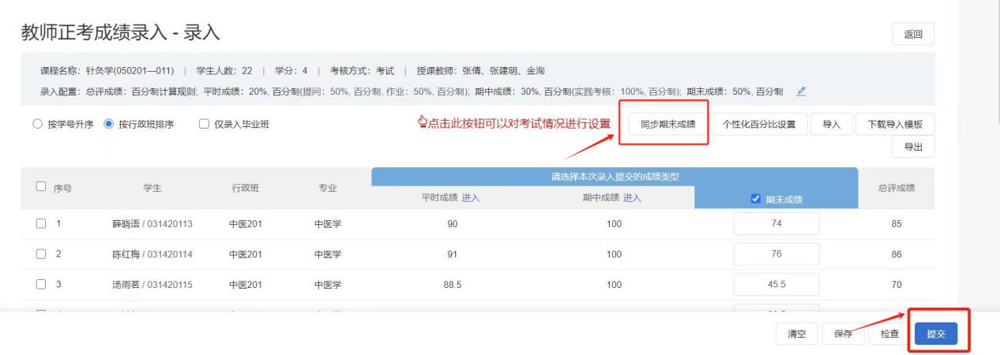 教师正考成绩录入 - 录入
返回
课程名称：针灸学(050201—011) | 学生人数：22 | 学分：4 | 考核方式：考试 | 授课教师：张倩、张建明、金洵
录入配置：总评成绩：百分制计算规则; 平时成绩：20%, 百分制(提问：50%, 百分制, 作业：50%, 百分制); 期中成绩：30%, 百分制(实践考核：100%, 百分制); 期末成绩：50%, 百分制
按学号升序 按行政班排序 仅录入毕业班 点击此按钮可以对考试情况进行设置 同步期末成绩 个性化百分比设置 导入 下载导入模板
导出
请选择本次录入提交的成绩类型
序号 学生 行政班 专业 平时成绩 进入 期中成绩 进入 期末成绩 总评成绩
1 薛晓语 / 031420113 中医201 中医学 90 100 74 85
2 陈红梅 / 031420114 中医201 中医学 91 100 76 86
3 汤雨茗 / 031420115 中医201 中医学 88.5 100 45.5 70
清空 保存 检查 提交